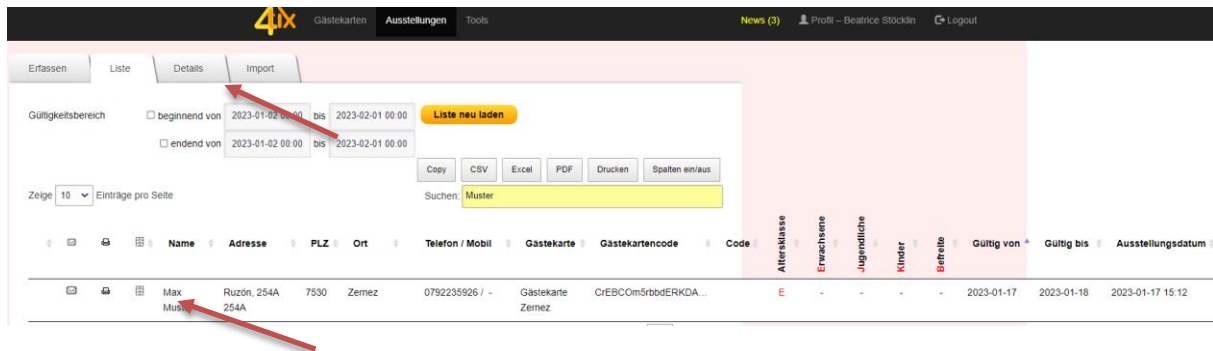 4tix Gästekarten Ausstellungen Tools News (3) Profil – Beatrice Stöcklin Logout
Erfassen Liste Details Import
Gültigkeitsbereich beginnend von 2023-01-02 00:00 bis 2023-02-01 00:00 Liste neu laden
endend von 2023-01-02 00:00 bis 2023-02-01 00:00
Copy CSV Excel PDF Drucken Spalten ein/aus
Zeige 10 Einträge pro Seite Suchen: Muster
Name Adresse PLZ Ort Telefon / Mobil Gästekarte Gästekartencode Code Altersklasse Erwachsene Jugendliche Kinder Befreite Gültig von Gültig bis Ausstellungsdatum
Max Ruzön, 254A 7530 Zernez 0792235926 / - Gästekarte CrEBCOm5rbbdERKDA... E - - - - 2023-01-17 2023-01-18 2023-01-17 15:12
254A Zernez